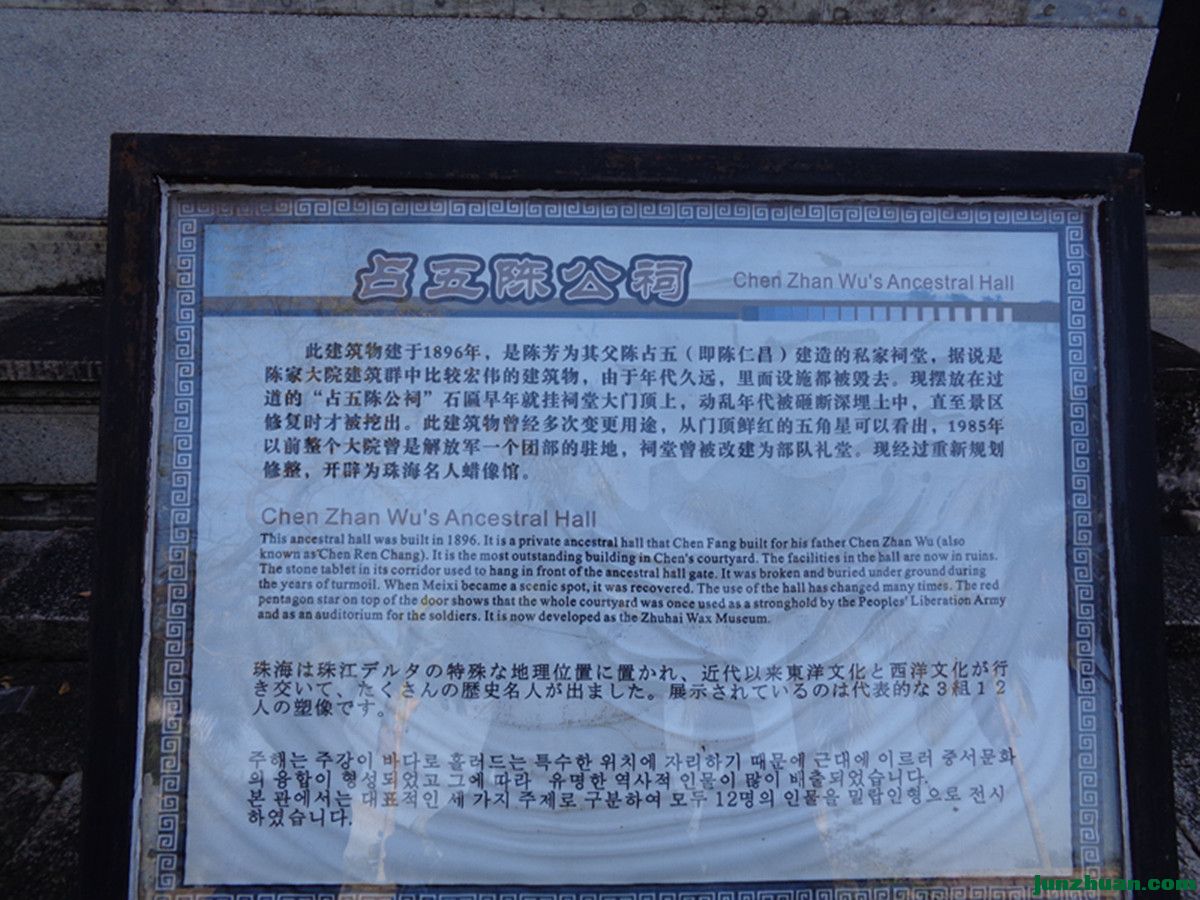 占五陈公祠
Chen Zhan Wu's Ancestral Hall
此建筑物建于1896年，是陈芳为其父陈占五（即陈仁昌）建造的私家祠堂，据说是
陈家大院建筑群中比较宏伟的建筑物，由于年代久远，里面设施都被毁去。现摆放在过
道的“占五陈公祠”石匾早年就挂祠堂大门顶上，动乱年代被砸断深埋土中，直至景区
修复时才被挖出。此建筑物曾经多次变更用途，从门顶鲜红的五角星可以看出，1985年
以前整个大院曾是解放军一个团部的驻地，祠堂曾被改建为部队礼堂。现经过重新规划
修整，开辟为珠海名人蜡像馆。
Chen Zhan Wu's Ancestral Hall
This ancestral hall was built in 1896. It is a private ancestral hall that Chen Fang built for his father Chen Zhan Wu (also
known as Chen Ren Chang). It is the most outstanding building in Chen's courtyard. The facilities in the hall are now in ruins.
The stone tablet in its corridor used to hang in front of the ancestral hall gate. It was broken and buried under ground during
the years of turmoil. When Meixi became a scenic spot, it was recovered. The use of the hall has changed many times. The red
pentagon star on top of the door shows that the whole courtyard was once used as a stronghold by the Peoples' Liberation Army
and as an auditorium for the soldiers. It is now developed as the Zhuhai Wax Museum.
珠海は珠江デルタの特殊な地理位置に置かれ、近代以来東洋文化と西洋文化が行
き交いて、たくさんの歴史名人が出ました。展示されているのは代表的な３組１２
人の塑像です。
주해는 주강이 바다로 흘러드는 특수한 위치에 자리하기 때문에 근대에 이르러 중서문화
의 융합이 형성되었고 그에 따라 유명한 역사적 인물이 많이 배출되었습니다.
본 관에서는 대표적인 세 가지 주제로 구분하여 모두 12명의 인물을 밀랍인형으로 전시
하였습니다.
junzhuan.com